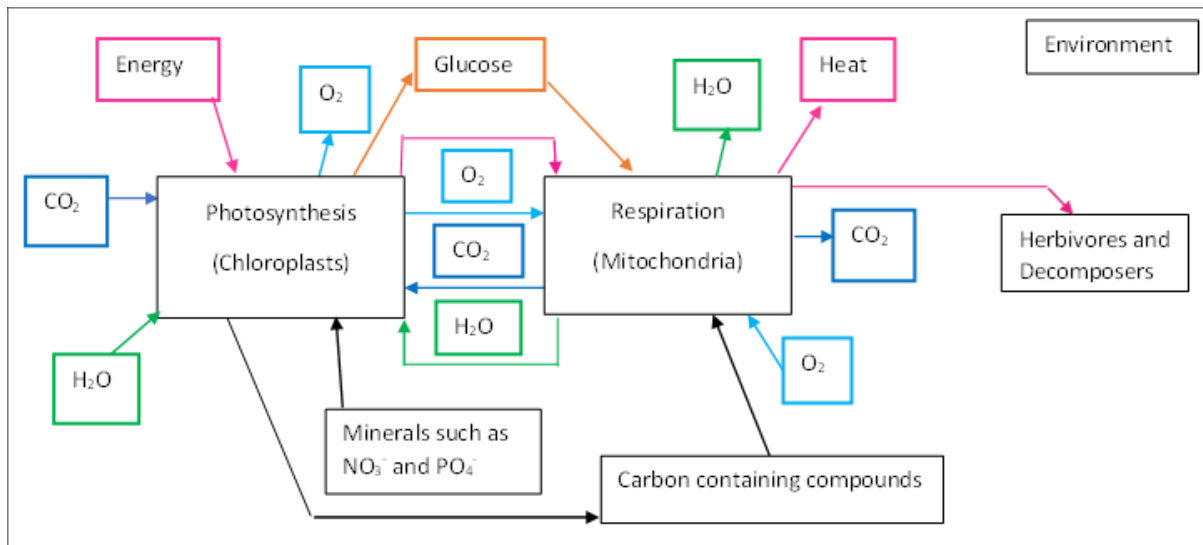 Environment
Energy
Glucose
Heat
O₂
H₂O
CO₂
Photosynthesis
(Chloroplasts)
O₂
CO₂
H₂O
Respiration
(Mitochondria)
CO₂
Herbivores and
Decomposers
H₂O
O₂
Minerals such as
NO₃⁻ and PO₄⁻
Carbon containing compounds